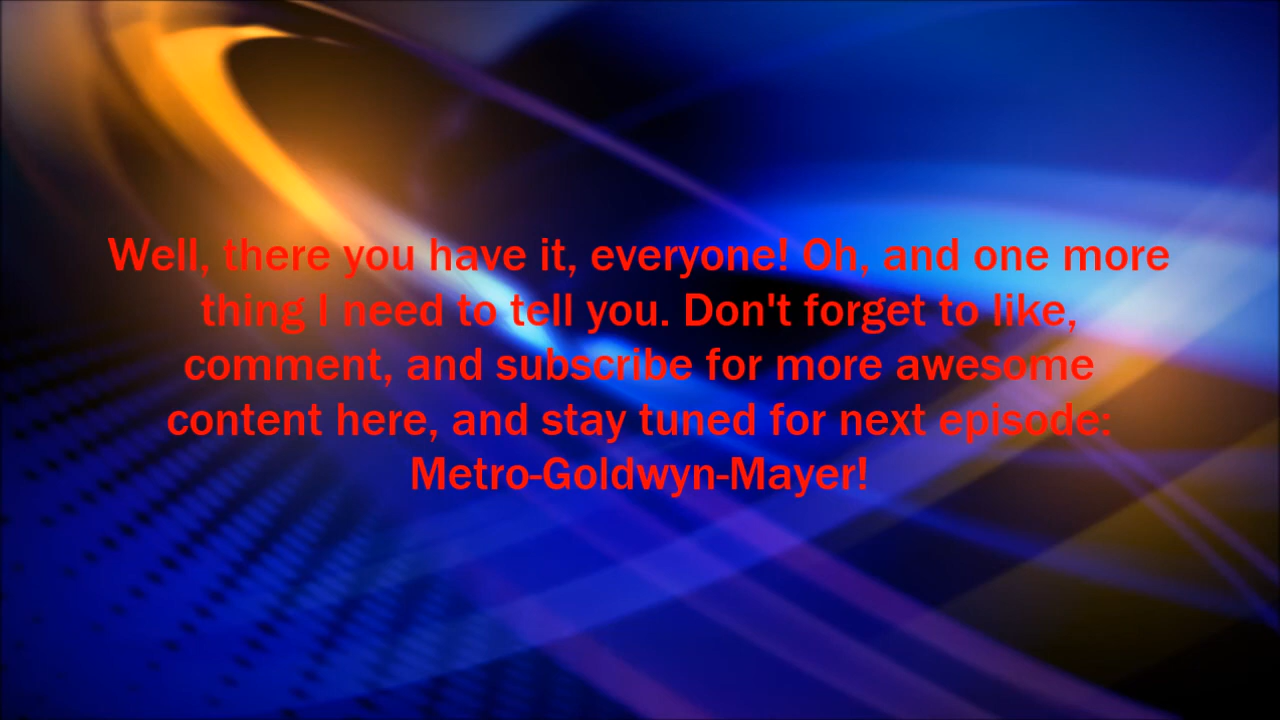 Well, there you have it, everyone! Oh, and one more
thing I need to tell you. Don't forget to like,
comment, and subscribe for more awesome
content here, and stay tuned for next episode:
Metro-Goldwyn-Mayer!